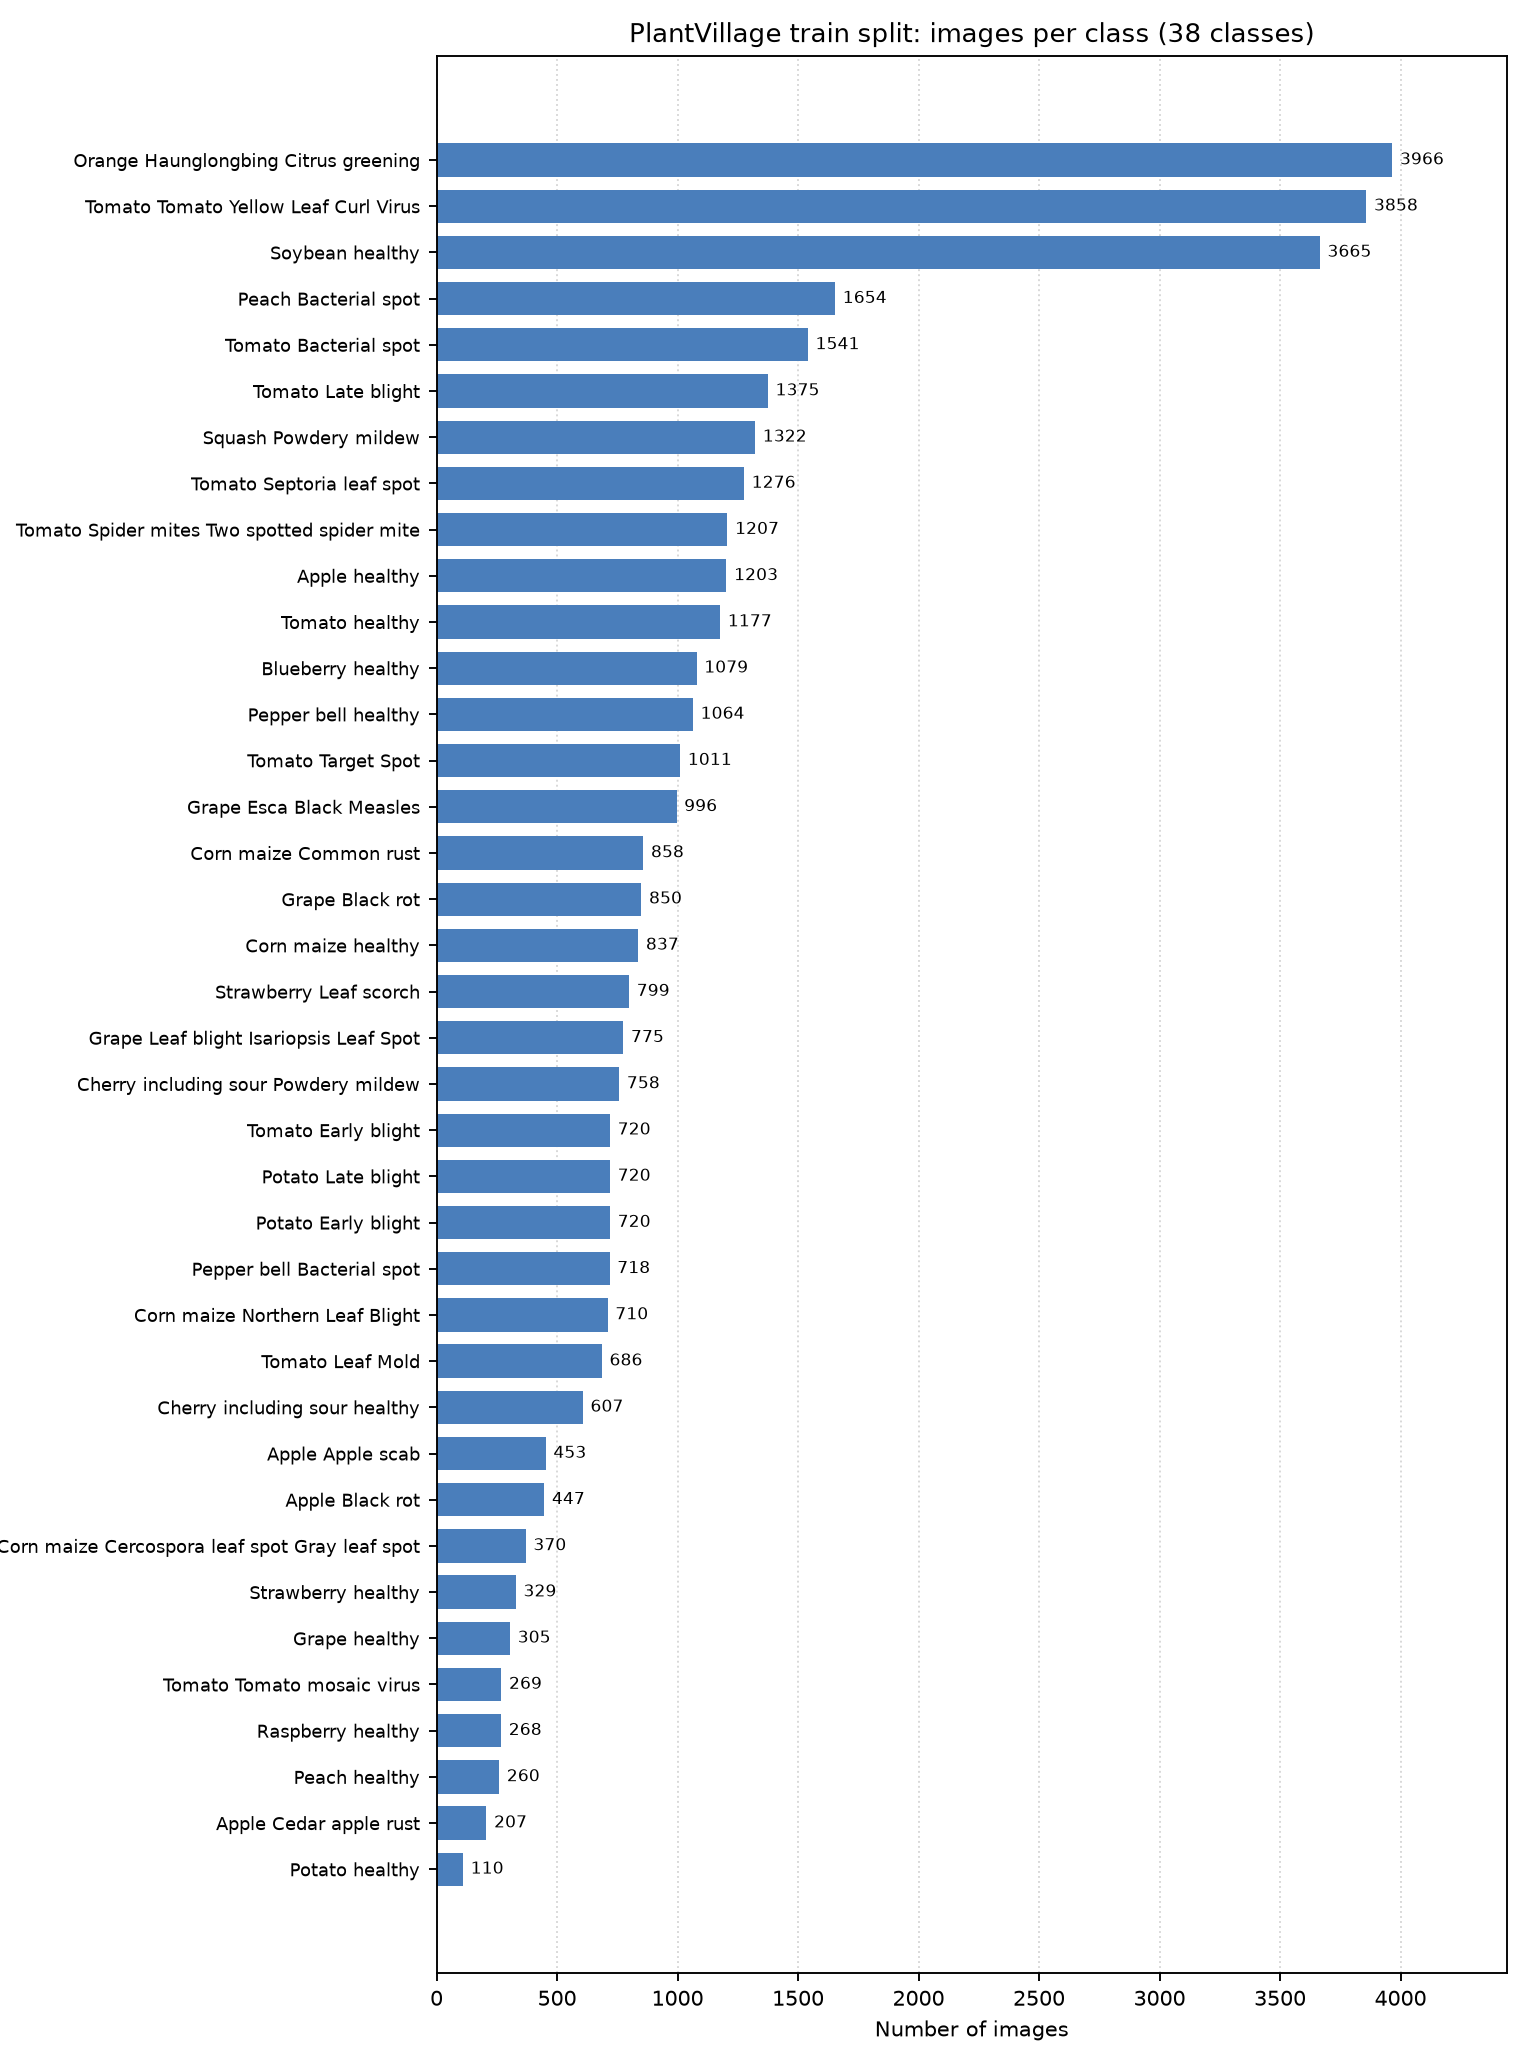 PlantVillage train split: images per class (38 classes)
Orange Haunglongbing Citrus greening 3966
Tomato Tomato Yellow Leaf Curl Virus 3858
Soybean healthy 3665
Peach Bacterial spot 1654
Tomato Bacterial spot 1541
Tomato Late blight 1375
Squash Powdery mildew 1322
Tomato Septoria leaf spot 1276
Tomato Spider mites Two spotted spider mite 1207
Apple healthy 1203
Tomato healthy 1177
Blueberry healthy 1079
Pepper bell healthy 1064
Tomato Target Spot 1011
Grape Esca Black Measles 996
Corn maize Common rust 858
Grape Black rot 850
Corn maize healthy 837
Strawberry Leaf scorch 799
Grape Leaf blight Isariopsis Leaf Spot 775
Cherry including sour Powdery mildew 758
Tomato Early blight 720
Potato Late blight 720
Potato Early blight 720
Pepper bell Bacterial spot 718
Corn maize Northern Leaf Blight 710
Tomato Leaf Mold 686
Cherry including sour healthy 607
Apple Apple scab 453
Apple Black rot 447
Corn maize Cercospora leaf spot Gray leaf spot 370
Strawberry healthy 329
Grape healthy 305
Tomato Tomato mosaic virus 269
Raspberry healthy 268
Peach healthy 260
Apple Cedar apple rust 207
Potato healthy 110
0 500 1000 1500 2000 2500 3000 3500 4000
Number of images